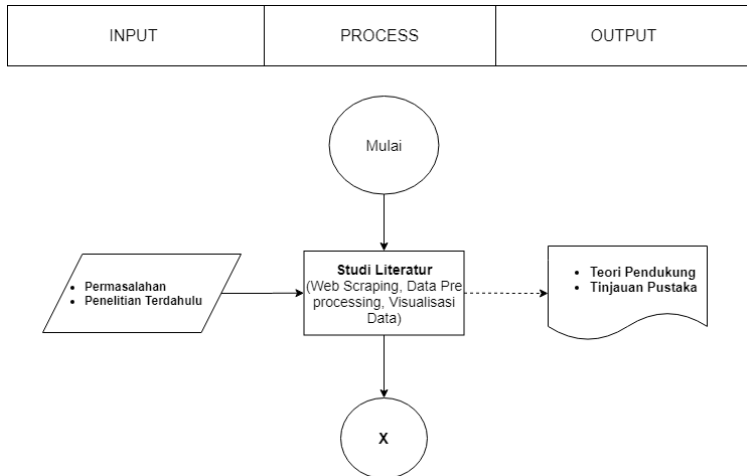 INPUT
PROCESS
OUTPUT
Mulai
Permasalahan
Penelitian Terdahulu
Studi Literatur
(Web Scraping, Data Pre
processing, Visualisasi
Data)
Teori Pendukung
Tinjauan Pustaka
X